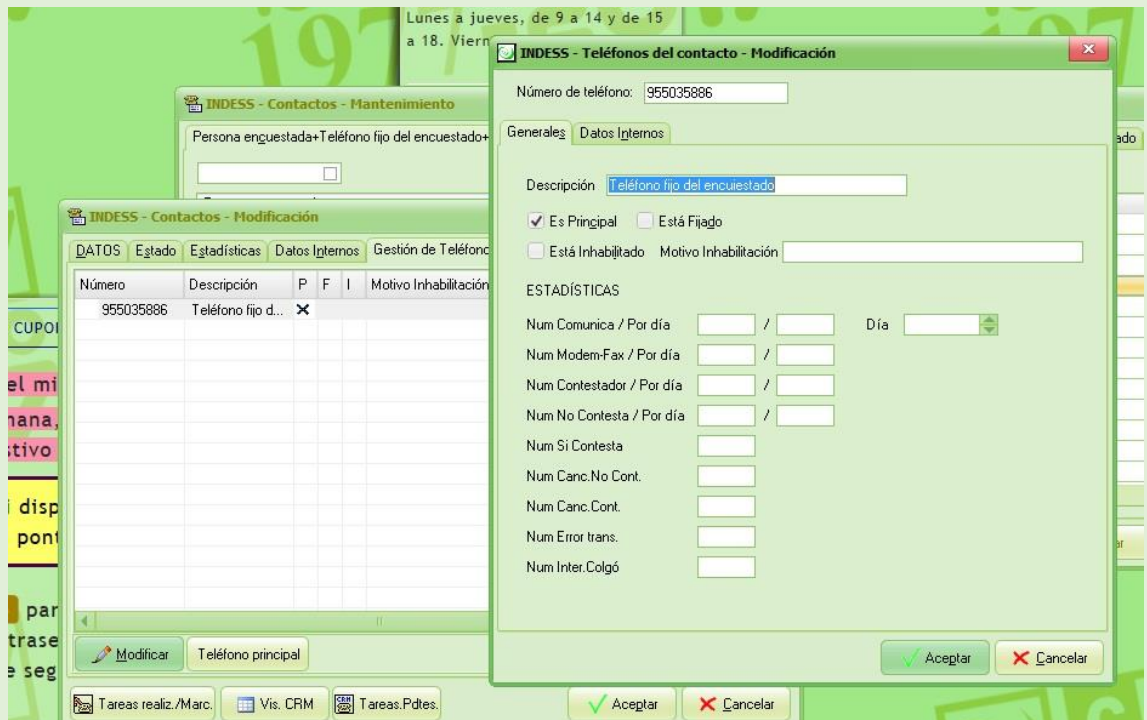 Lunes a jueves, de 9 a 14 y de 15
a 18. Viern
INDESS - Teléfonos del contacto - Modificación
Número de teléfono: 955035886
Generales Datos Internos
Descripción Teléfono fijo del encuiestado
Es Principal Está Fijado
Está Inhabilitado Motivo Inhabilitación
ESTADÍSTICAS
Num Comunica / Por día / Día
Num Modem-Fax / Por día /
Num Contestador / Por día /
Num No Contesta / Por día /
Num Si Contesta
Num Canc.No Cont.
Num Canc.Cont.
Num Error trans.
Num Inter.Colgó
Aceptar Cancelar
INDESS - Contactos - Mantenimiento
Persona encuestada+Teléfono fijo del encuestado+
ado
INDESS - Contactos - Modificación
DATOS Estado Estadísticas Datos Internos Gestión de Teléfono
Número Descripción P F I Motivo Inhabilitación
955035886 Teléfono fijo d...
Modificar Teléfono principal
Tareas realiz./Marc. Vis. CRM Tareas.Pdtes. Aceptar Cancelar
CUPO
el mi
nana,
stivo
disp
pont
par
trase
e seg